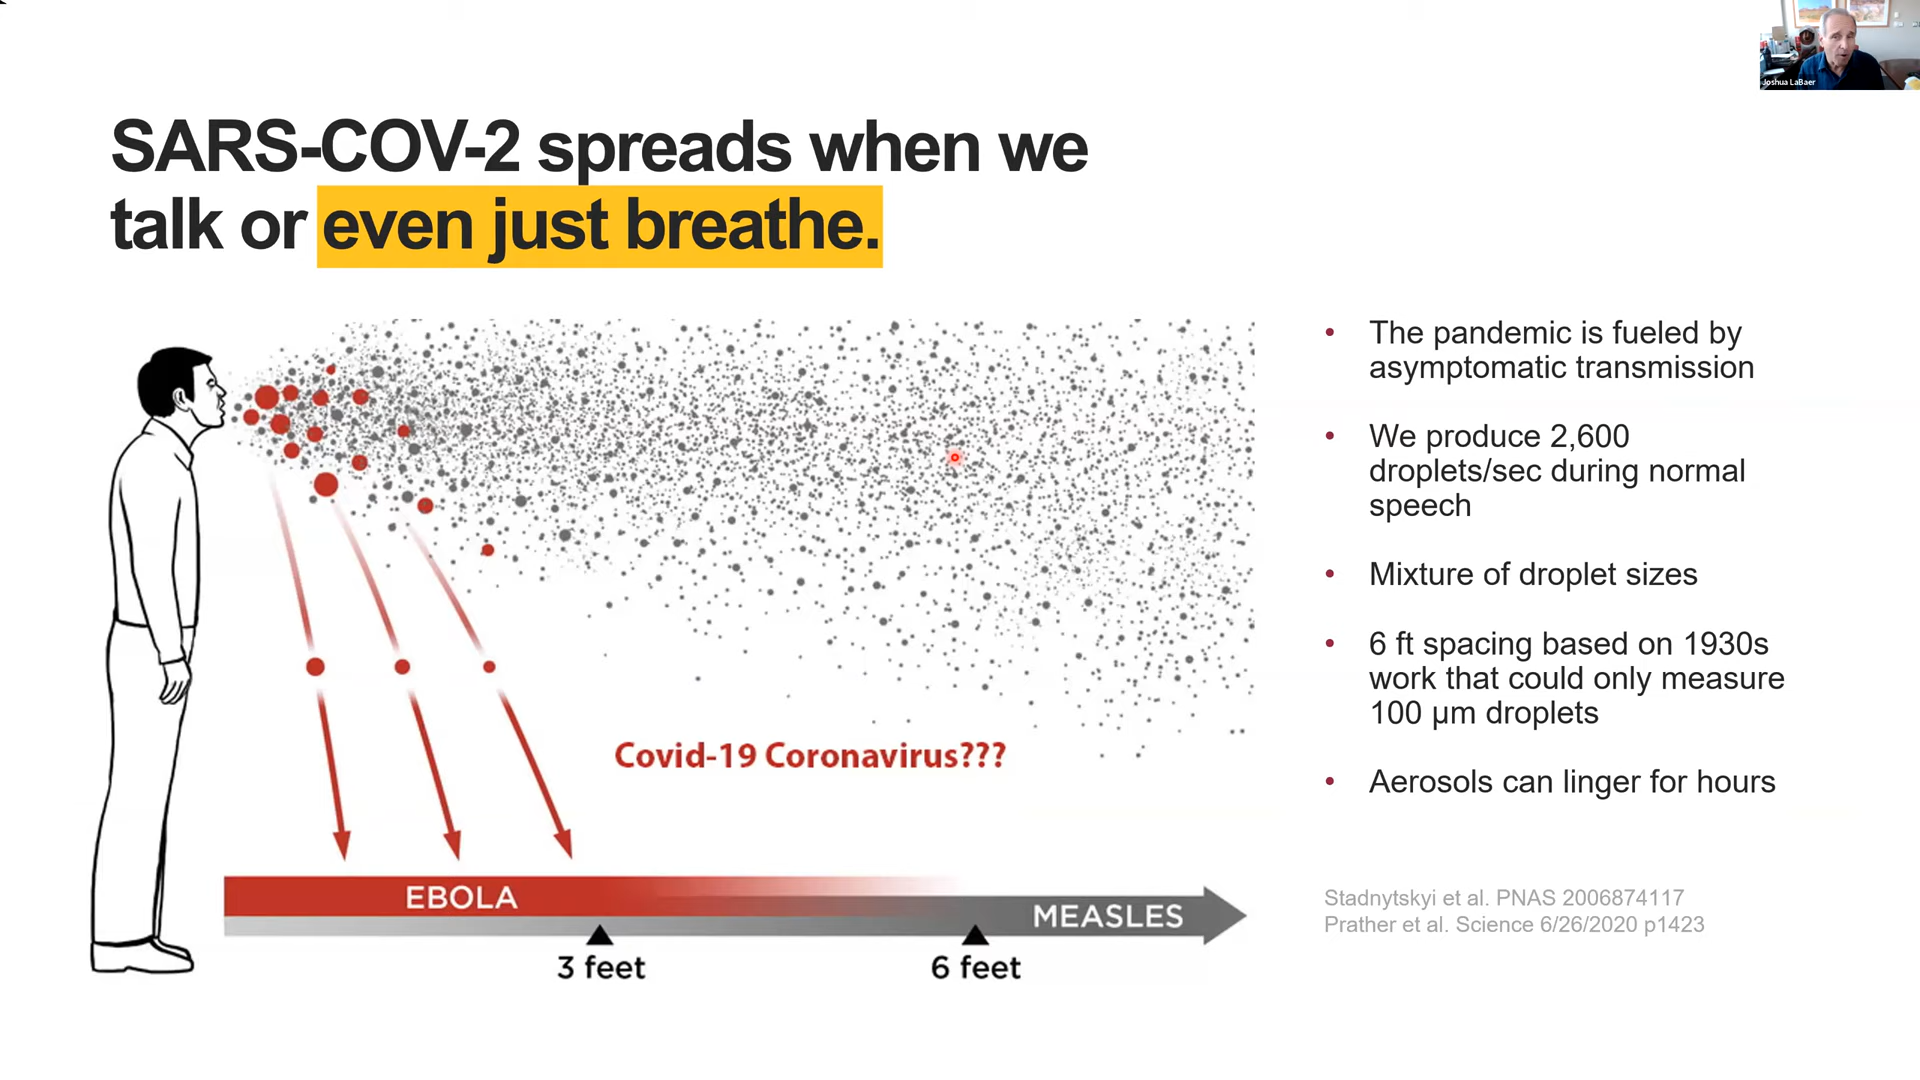 Joshua LaBaer
SARS-COV-2 spreads when we
talk or even just breathe.
• The pandemic is fueled by
asymptomatic transmission
• We produce 2,600
droplets/sec during normal
speech
• Mixture of droplet sizes
• 6 ft spacing based on 1930s
work that could only measure
100 µm droplets
• Aerosols can linger for hours
Covid-19 Coronavirus???
EBOLA
MEASLES
3 feet
6 feet
Stadnytskyi et al. PNAS 2006874117
Prather et al. Science 6/26/2020 p1423